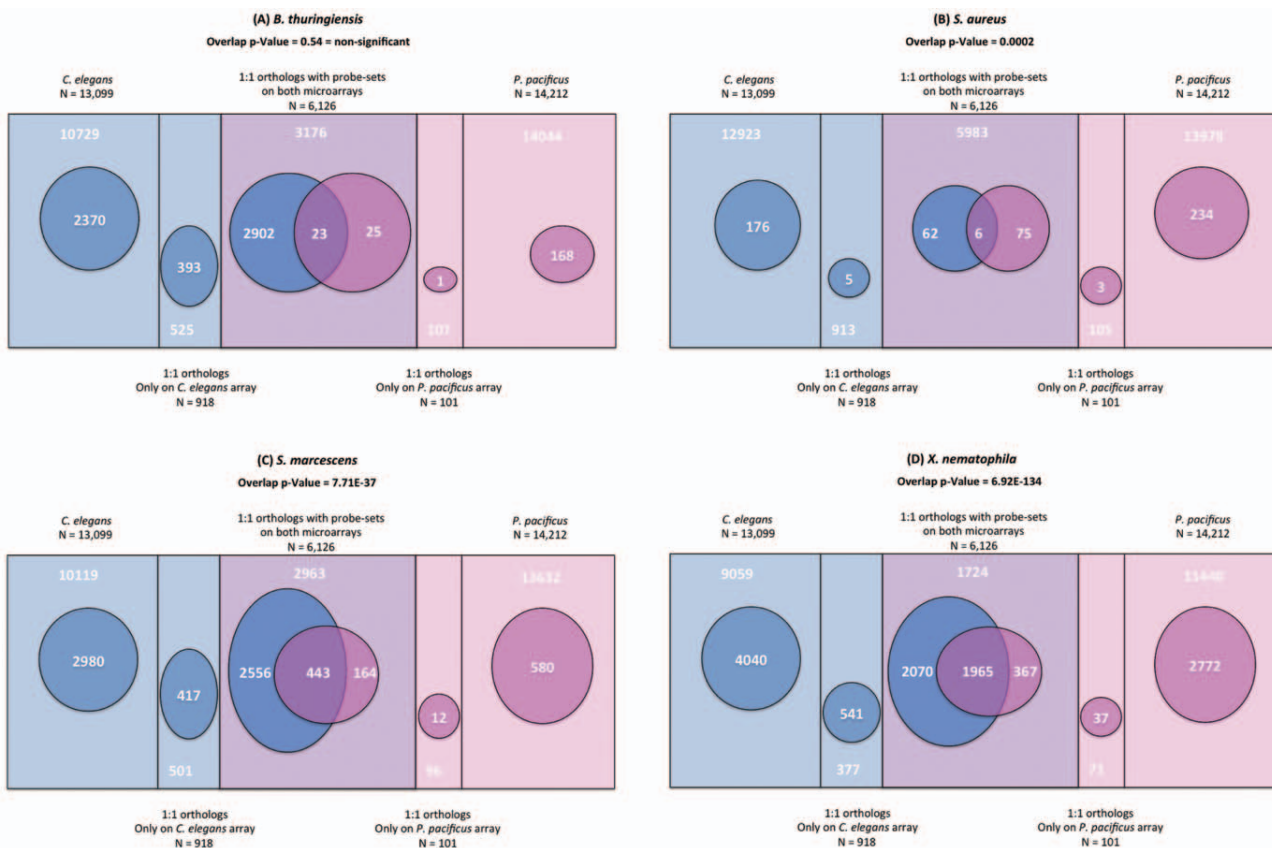 (A) B. thuringiensis
Overlap p-Value = 0.54 = non-significant
C. elegans
N = 13,099
1:1 orthologs with probe-sets
on both microarrays
N = 6,126
P. pacificus
N = 14,212
10729
3176
14044
2370
393
2902
23
25
1
168
525
107
1:1 orthologs
Only on C. elegans array
N = 918
1:1 orthologs
Only on P. pacificus array
N = 101
(B) S. aureus
Overlap p-Value = 0.0002
C. elegans
N = 13,099
1:1 orthologs with probe-sets
on both microarrays
N = 6,126
P. pacificus
N = 14,212
12923
5983
13978
176
5
62
6
75
3
234
913
105
1:1 orthologs
Only on C. elegans array
N = 918
1:1 orthologs
Only on P. pacificus array
N = 101
(C) S. marcescens
Overlap p-Value = 7.71E-37
C. elegans
N = 13,099
1:1 orthologs with probe-sets
on both microarrays
N = 6,126
P. pacificus
N = 14,212
10119
2963
13632
2980
417
2556
443
164
12
580
501
96
1:1 orthologs
Only on C. elegans array
N = 918
1:1 orthologs
Only on P. pacificus array
N = 101
(D) X. nematophila
Overlap p-Value = 6.92E-134
C. elegans
N = 13,099
1:1 orthologs with probe-sets
on both microarrays
N = 6,126
P. pacificus
N = 14,212
9059
1724
11440
4040
541
2070
1965
367
37
2772
377
71
1:1 orthologs
Only on C. elegans array
N = 918
1:1 orthologs
Only on P. pacificus array
N = 101